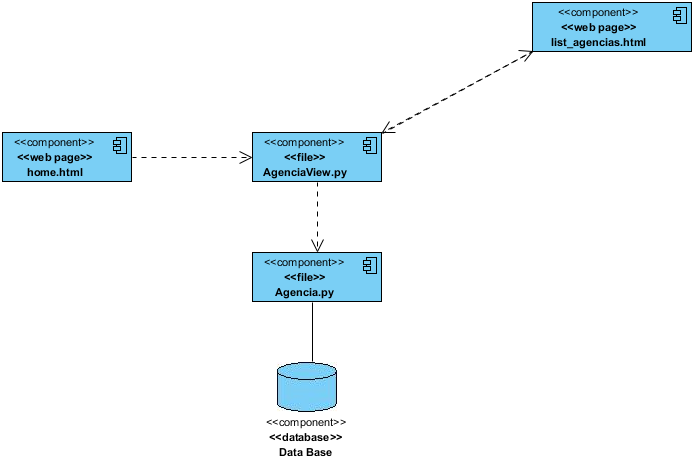 <<component>>
<<web page>>
list_agencias.html
<<component>>
<<web page>>
home.html
<<component>>
<<file>>
AgenciaView.py
<<component>>
<<file>>
Agencia.py
<<component>>
<<database>>
Data Base